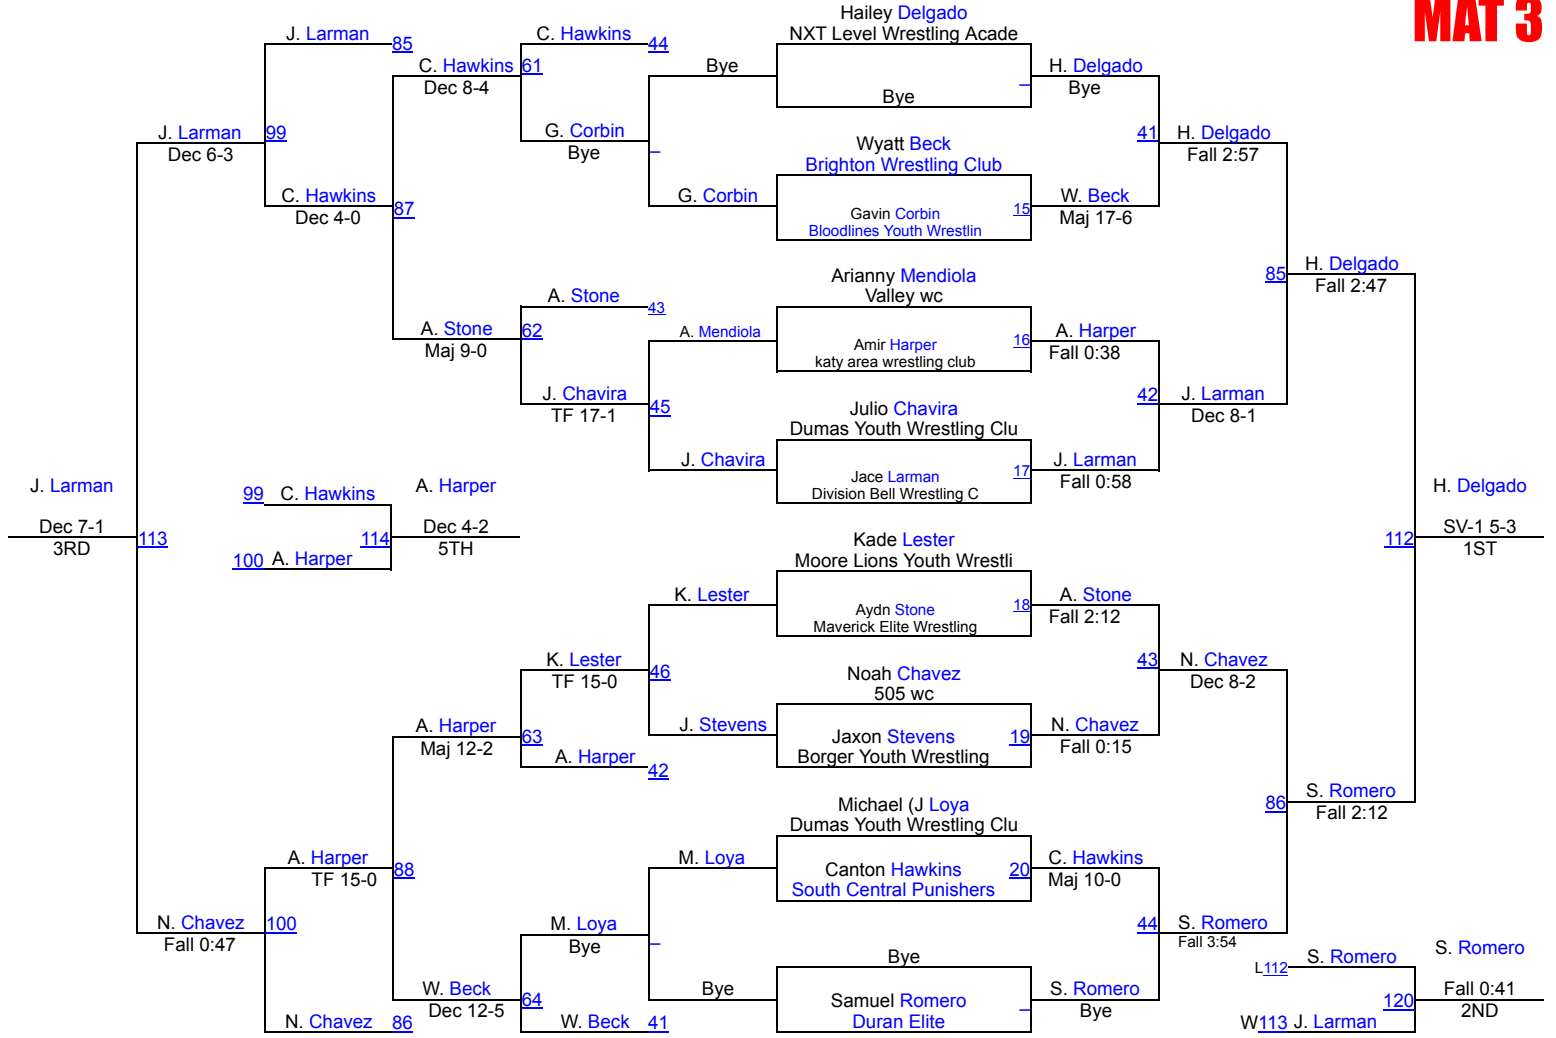 MAT 3
Hailey Delgado
NXT Level Wrestling Acade
Bye
Wyatt Beck
Brighton Wrestling Club
Gavin Corbin
Bloodlines Youth Wrestlin
15
Arianny Mendiola
Valley wc
Amir Harper
katy area wrestling club
16
Julio Chavira
Dumas Youth Wrestling Clu
Jace Larman
Division Bell Wrestling C
17
Kade Lester
Moore Lions Youth Wrestli
Aydn Stone
Maverick Elite Wrestling
18
Noah Chavez
505 wc
Jaxon Stevens
Borger Youth Wrestling
19
Michael (J Loya
Dumas Youth Wrestling Clu
Canton Hawkins
South Central Punishers
20
Bye
Samuel Romero
Duran Elite
H. Delgado
Bye
41
W. Beck
Maj 17-6
A. Harper
Fall 0:38
42
J. Larman
Fall 0:58
A. Stone
Fall 2:12
43
N. Chavez
Fall 0:15
C. Hawkins
Maj 10-0
44
S. Romero
Bye
H. Delgado
Fall 2:57
85
J. Larman
Dec 8-1
N. Chavez
Dec 8-2
86
S. Romero
Fall 3:54
H. Delgado
Fall 2:47
112
S. Romero
Fall 2:12
H. Delgado
SV-1 5-3
1ST
L112 S. Romero
120
W113 J. Larman
S. Romero
Fall 0:41
2ND
Bye
G. Corbin
A. Mendiola
45
J. Chavira
K. Lester
46
J. Stevens
M. Loya
Bye
C. Hawkins 44
61
G. Corbin
Bye
A. Stone 43
62
J. Chavira
TF 17-1
K. Lester
TF 15-0
63
A. Harper 42
M. Loya
Bye
64
W. Beck 41
C. Hawkins
Dec 8-4
87
A. Stone
Maj 9-0
A. Harper
Maj 12-2
88
W. Beck
Dec 12-5
J. Larman 85
99
C. Hawkins
Dec 4-0
A. Harper
TF 15-0
100
N. Chavez 86
J. Larman
Dec 6-3
113
N. Chavez
Fall 0:47
J. Larman
Dec 7-1
3RD
99 C. Hawkins
114
100 A. Harper
A. Harper
Dec 4-2
5TH